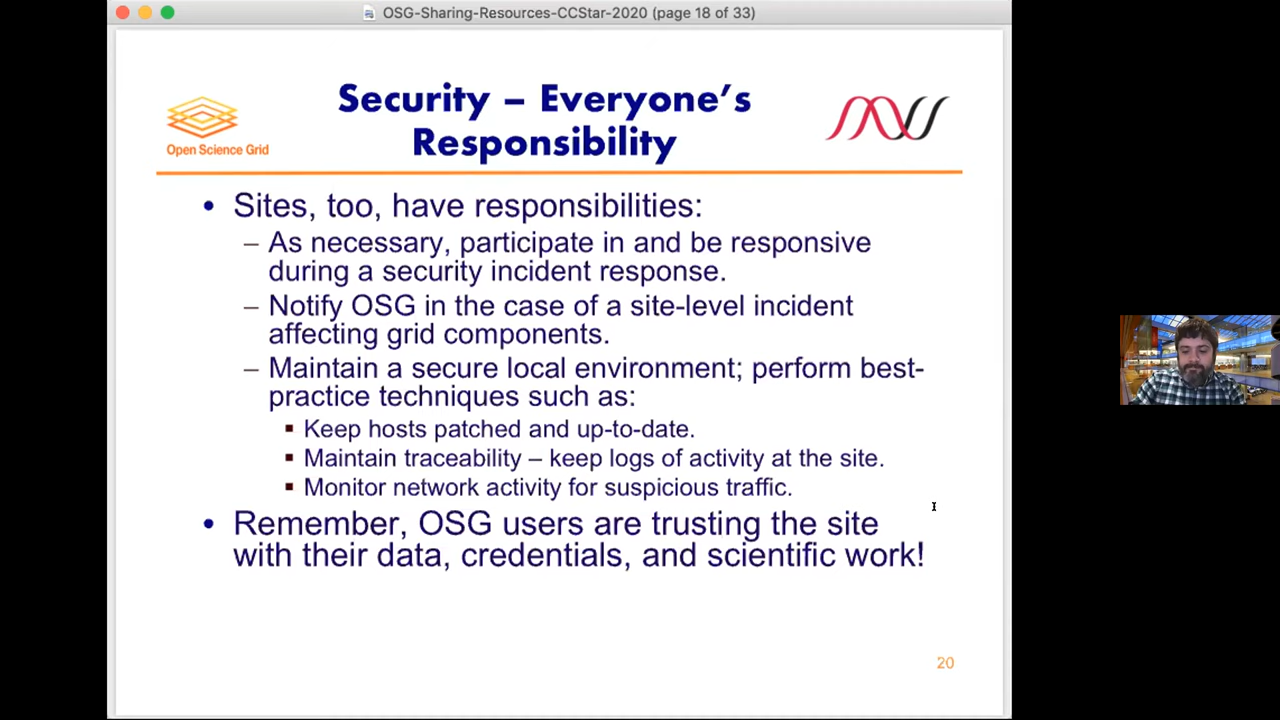 OSG-Sharing-Resources-CCStar-2020 (page 18 of 33)
Security – Everyone's
Responsibility
Open Science Grid
• Sites, too, have responsibilities:
– As necessary, participate in and be responsive
during a security incident response.
– Notify OSG in the case of a site-level incident
affecting grid components.
– Maintain a secure local environment; perform best-
practice techniques such as:
▪ Keep hosts patched and up-to-date.
▪ Maintain traceability – keep logs of activity at the site.
▪ Monitor network activity for suspicious traffic.
• Remember, OSG users are trusting the site
with their data, credentials, and scientific work!
20